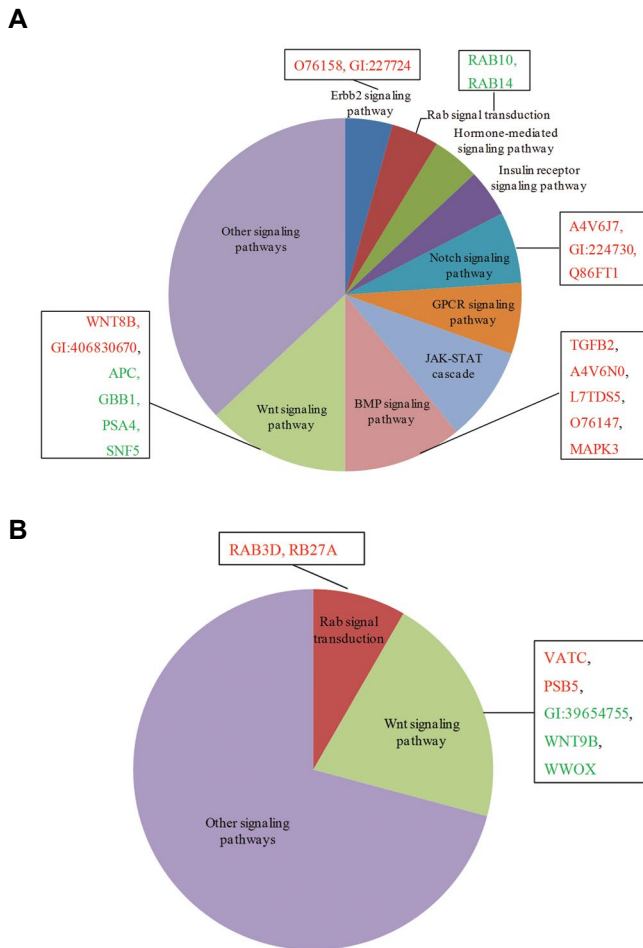 A
O76158, GI:227724
Erbb2 signaling
pathway
RAB10,
RAB14
Rab signal transduction
Hormone-mediated
signaling pathway
Insulin receptor
signaling pathway
A4V6J7,
GI:224730,
Q86FT1
Notch signaling
pathway
GPCR signaling
pathway
JAK-STAT
cascade
TGFB2,
A4V6N0,
L7TDS5,
O76147,
MAPK3
BMP signaling
pathway
Wnt signaling
pathway
WNT8B,
GI:406830670,
APC,
GBB1,
PSA4,
SNF5
Other signaling
pathways
B
RAB3D, RB27A
Rab signal
transduction
Wnt signaling
pathway
VATC,
PSB5,
GI:39654755,
WNT9B,
WWOX
Other signaling
pathways